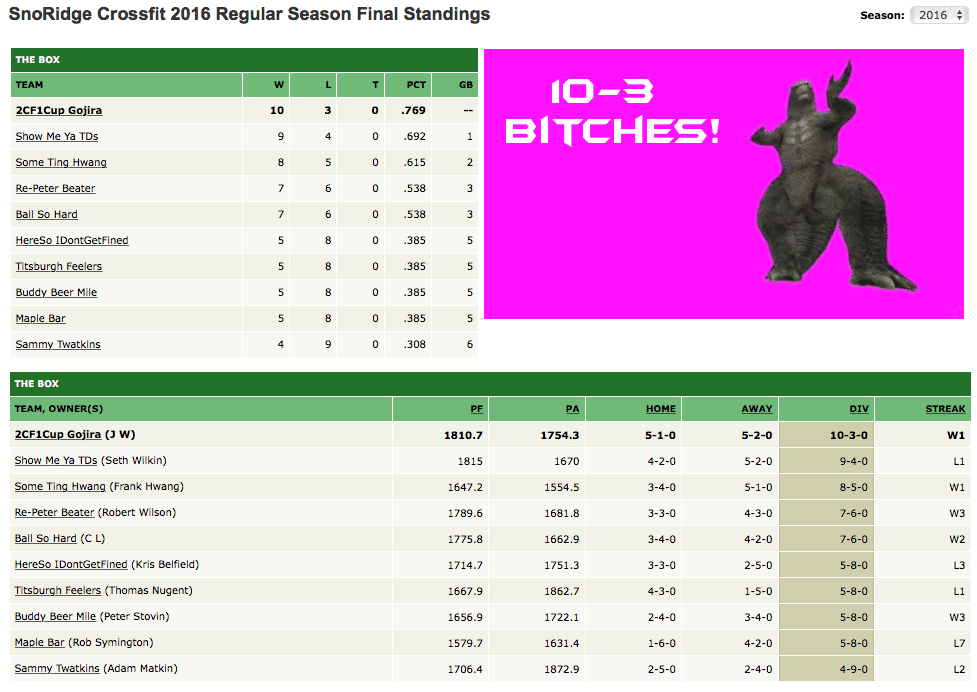 SnoRidge Crossfit 2016 Regular Season Final Standings
Season: 2016
THE BOX
TEAM W L T PCT GB
2CF1Cup Gojira 10 3 0 .769 --
Show Me Ya TDs 9 4 0 .692 1
Some Ting Hwang 8 5 0 .615 2
Re-Peter Beater 7 6 0 .538 3
Ball So Hard 7 6 0 .538 3
HereSo IDontGetFined 5 8 0 .385 5
Titsburgh Feelers 5 8 0 .385 5
Buddy Beer Mile 5 8 0 .385 5
Maple Bar 5 8 0 .385 5
Sammy Twatkins 4 9 0 .308 6
10-3
BITCHES!
THE BOX
TEAM, OWNER(S) PF PA HOME AWAY DIV STREAK
2CF1Cup Gojira (J W) 1810.7 1754.3 5-1-0 5-2-0 10-3-0 W1
Show Me Ya TDs (Seth Wilkin) 1815 1670 4-2-0 5-2-0 9-4-0 L1
Some Ting Hwang (Frank Hwang) 1647.2 1554.5 3-4-0 5-1-0 8-5-0 W1
Re-Peter Beater (Robert Wilson) 1789.6 1681.8 3-3-0 4-3-0 7-6-0 W3
Ball So Hard (C L) 1775.8 1662.9 3-4-0 4-2-0 7-6-0 W2
HereSo IDontGetFined (Kris Belfield) 1714.7 1751.3 3-3-0 2-5-0 5-8-0 L3
Titsburgh Feelers (Thomas Nugent) 1667.9 1862.7 4-3-0 1-5-0 5-8-0 L1
Buddy Beer Mile (Peter Stovin) 1656.9 1722.1 2-4-0 3-4-0 5-8-0 W3
Maple Bar (Rob Symington) 1579.7 1631.4 1-6-0 4-2-0 5-8-0 L7
Sammy Twatkins (Adam Matkin) 1706.4 1872.9 2-5-0 2-4-0 4-9-0 L2